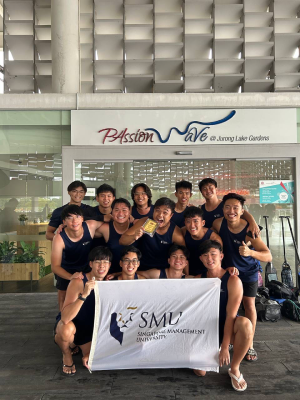 PAssion WaVe @ Jurong Lake Gardens
SMU
SINGAPORE MANAGEMENT
UNIVERSITY